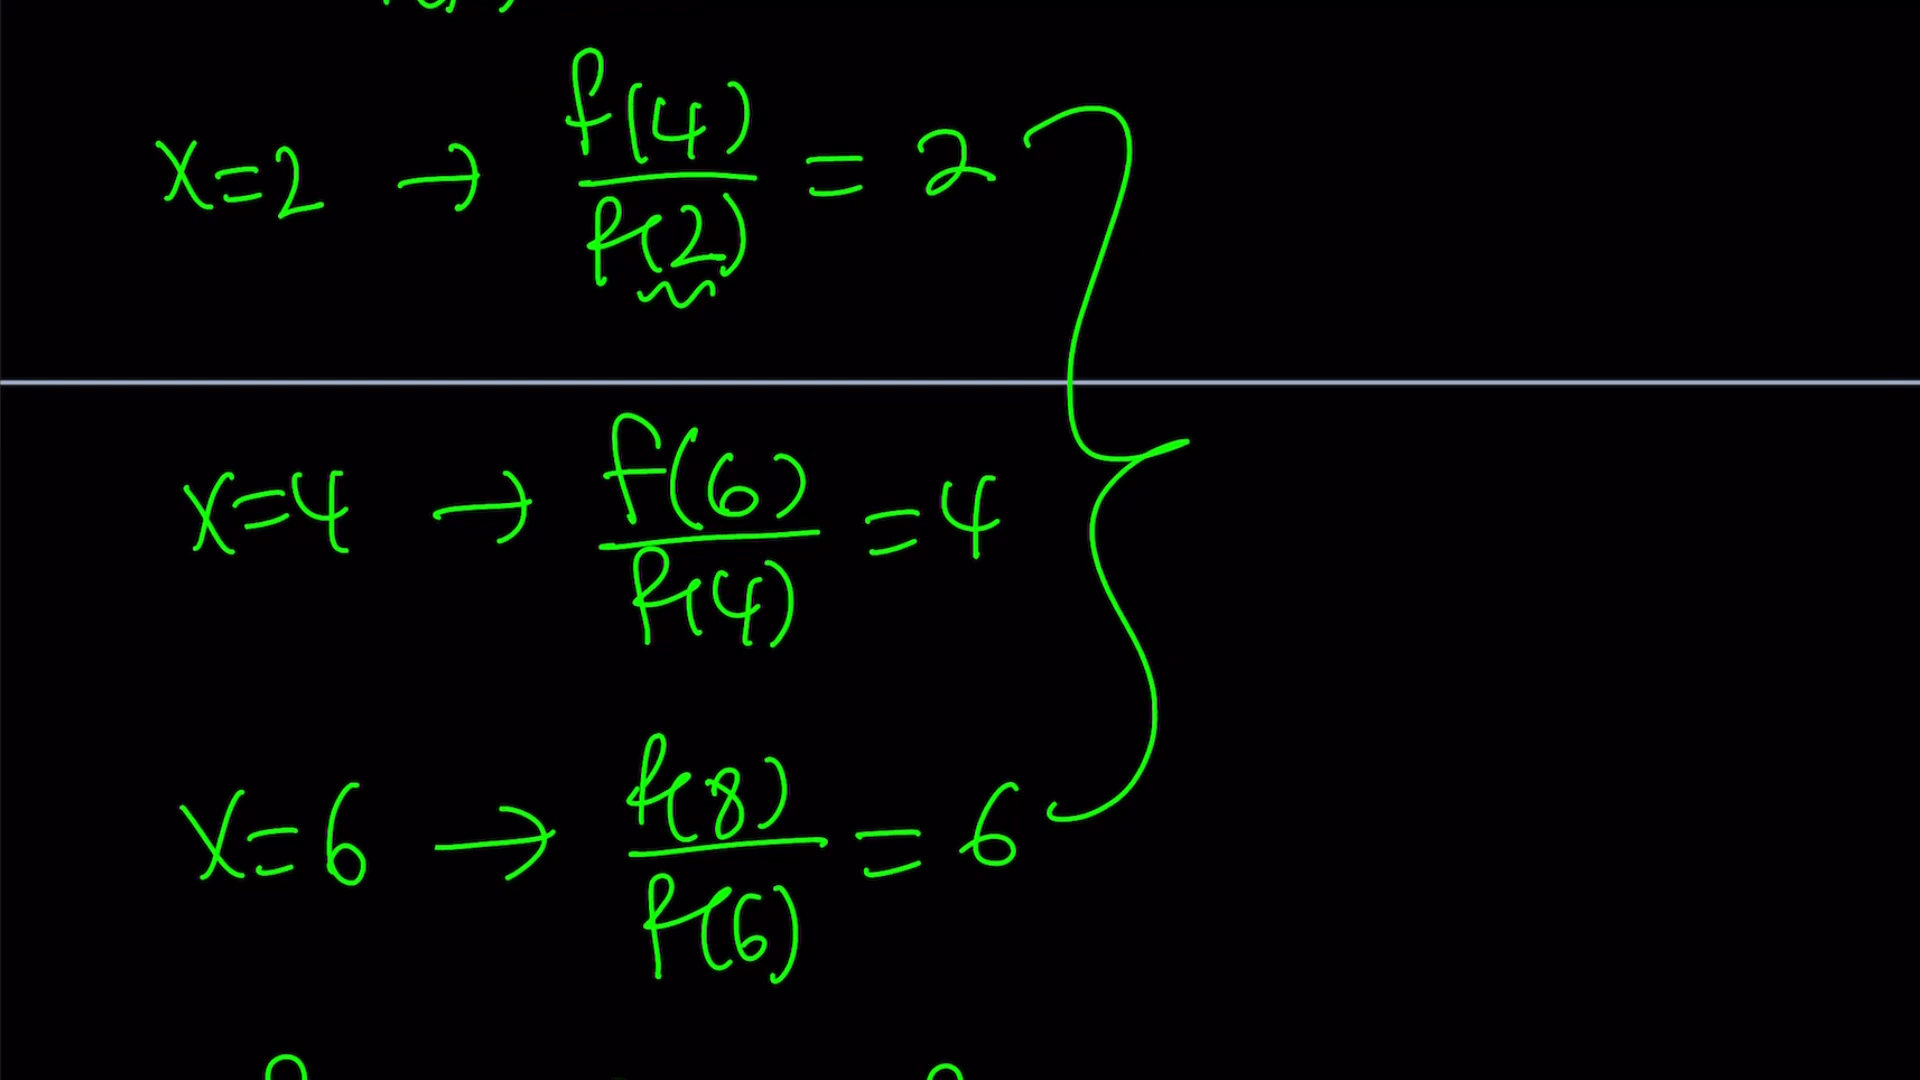 x=2 → f(4)/f(2) = 2
x=4 → f(6)/f(4) = 4
x=6 → f(8)/f(6) = 6